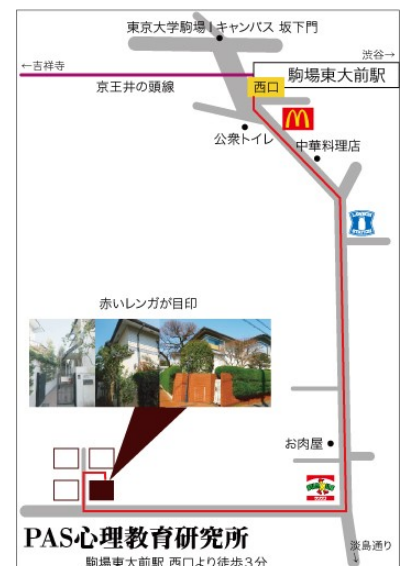 東京大学駒場Iキャンパス 坂下門
渋谷→
←吉祥寺
駒場東大前駅
京王井の頭線
西口
公衆トイレ
中華料理店
赤いレンガが目印
お肉屋
PAS心理教育研究所
淡島通り
↓
駒場東大前駅 西口より徒歩3分